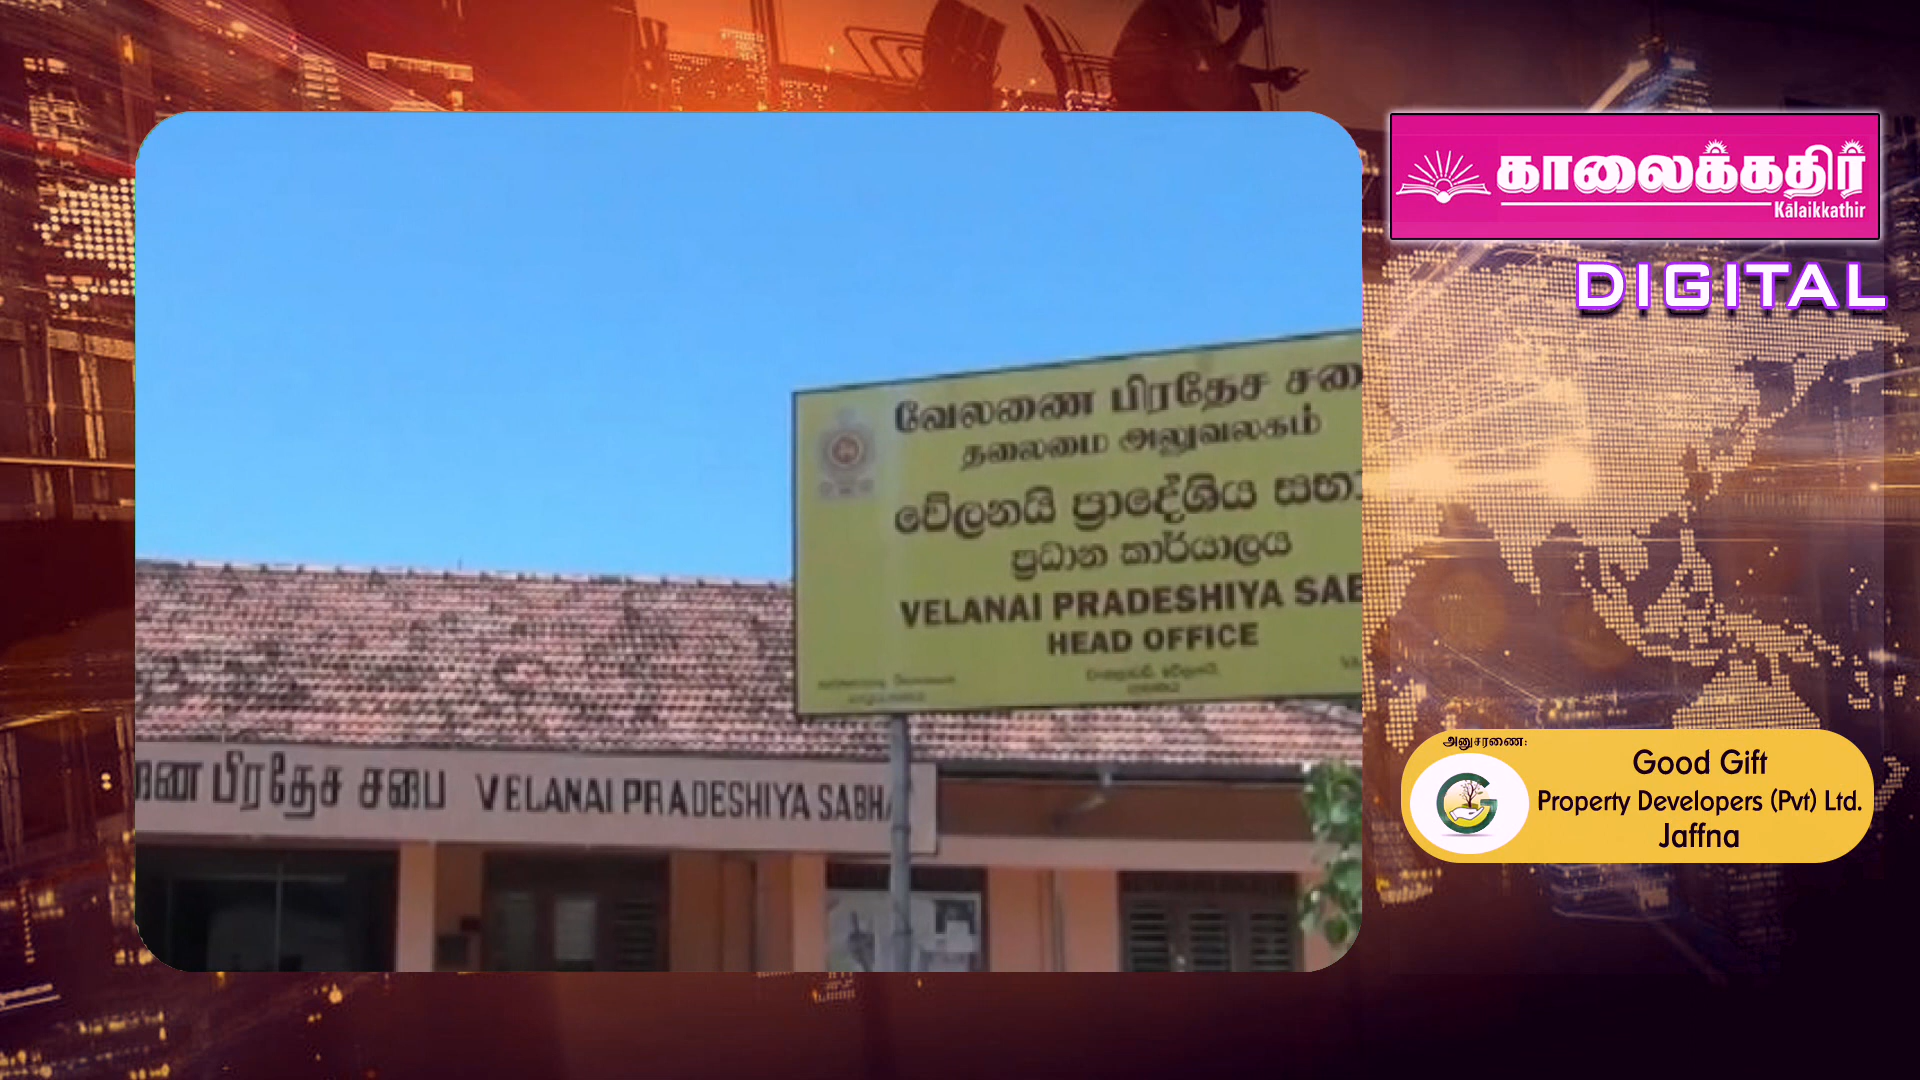 காலைக்கதிர்
Kālaikkathir
DIGITAL
வேலணை பிரதேச சபை
தலைமை அலுவலகம்
වේලනයි ප්‍රාදේශිය සභා
ප්‍රධාන කාර්යාලය
VELANAI PRADESHIYA SAB
HEAD OFFICE
பிரதேச சபை VELANAI PRADESHIYA SABHA
அனுசரணை:
Good Gift
Property Developers (Pvt) Ltd.
Jaffna